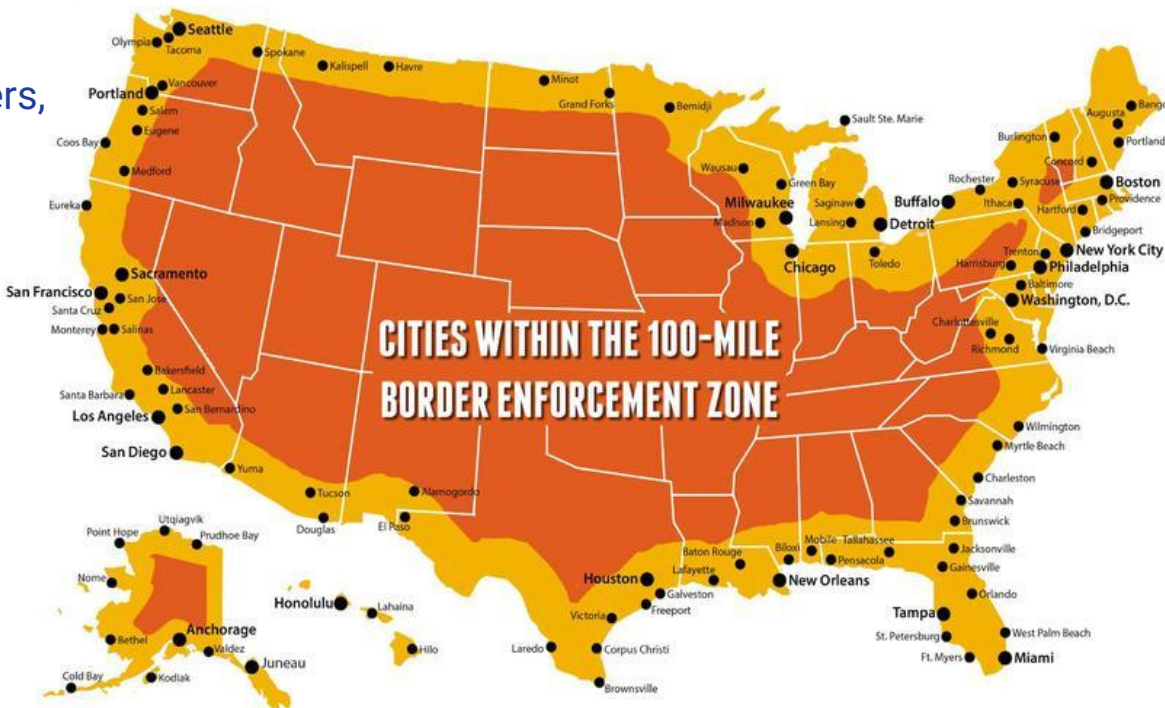 ers,
Seattle
Olympia
Tacoma
Spokane
Kalispell
Havre
Minot
Grand Forks
Bemidji
Sault Ste. Marie
Vancouver
Portland
Salem
Eugene
Coos Bay
Medford
Eureka
Wausau
Green Bay
Milwaukee
Madison
Saginaw
Lansing
Detroit
Chicago
Toledo
Buffalo
Rochester
Syracuse
Ithaca
Burlington
Augusta
Bango
Portland
Concord
Boston
Providence
Hartford
Bridgeport
New York City
Trenton
Philadelphia
Harrisburg
Baltimore
Washington, D.C.
Charlottesville
Richmond
Virginia Beach
Sacramento
San Francisco
San Jose
Santa Cruz
Monterey
Salinas
Bakersfield
Santa Barbara
Lancaster
San Bernardino
Los Angeles
San Diego
Yuma
Tucson
Douglas
Alamogordo
El Paso
CITIES WITHIN THE 100-MILE
BORDER ENFORCEMENT ZONE
Wilmington
Myrtle Beach
Charleston
Savannah
Brunswick
Jacksonville
Gainesville
Orlando
Tampa
St. Petersburg
West Palm Beach
Ft. Myers
Miami
Tallahassee
Mobile
Pensacola
Biloxi
Baton Rouge
Lafayette
New Orleans
Houston
Galveston
Freeport
Victoria
Laredo
Corpus Christi
Brownsville
Utqiagvik
Point Hope
Prudhoe Bay
Nome
Bethel
Anchorage
Valdez
Juneau
Cold Bay
Kodiak
Honolulu
Lahaina
Hilo